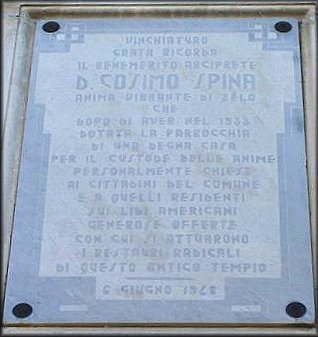 VINCHIATURO
GRATA RICORDA
IL BENEMERITO ARCIPRETE
D. COSIMO SPINA
ANIMA VIBRANTE DI ZELO
CHE
DOPO DI AVER NEL 1933
DOTATA LA PARROCCHIA
DI UNA DEGNA CASA
PER IL CUSTODE DELLE ANIME
PERSONALMENTE CHIESE
AI CITTADINI DEL COMUNE
E A QUELLI RESIDENTI
SUI LIDI AMERICANI
GENEROSE OFFERTE
CON CUI SI ATTUARONO
I RESTAURI RADICALI
DI QUESTO ANTICO TEMPIO
GIUGNO